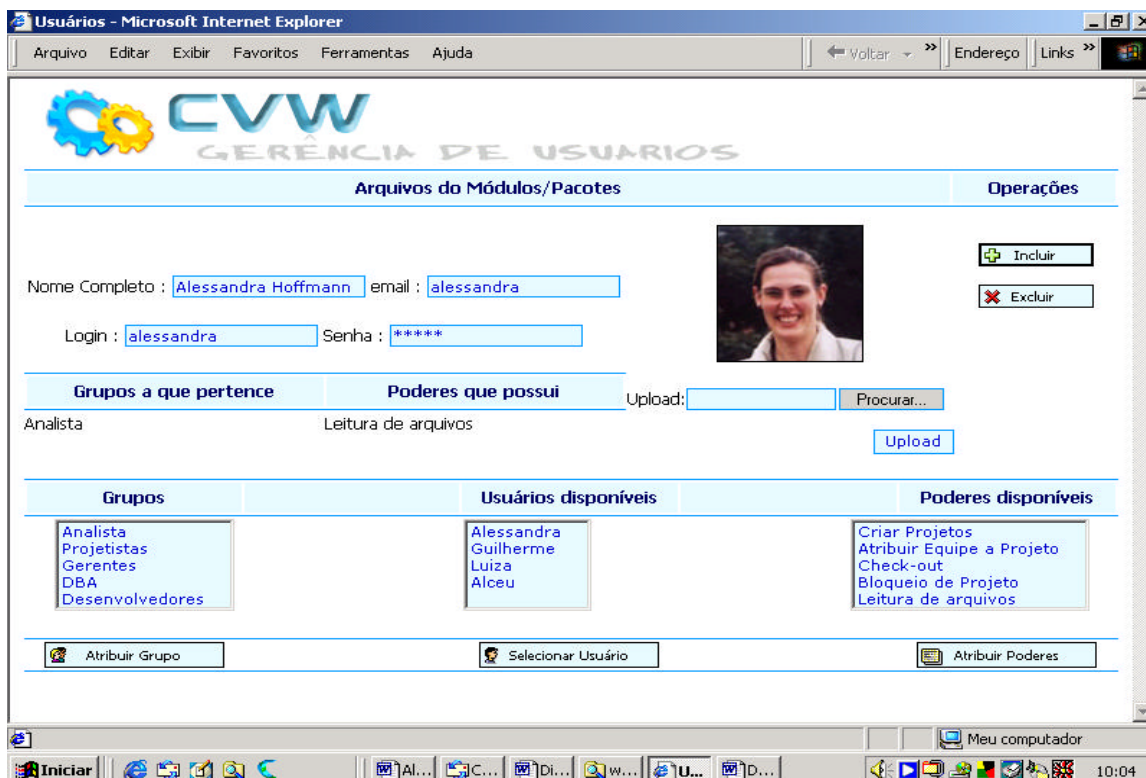 Usuários - Microsoft Internet Explorer
Arquivo Editar Exibir Favoritos Ferramentas Ajuda Voltar » Endereço Links »
CVW
GERÊNCIA DE USUARIOS
Arquivos do Módulos/Pacotes Operações
Incluir
Nome Completo : Alessandra Hoffmann email : alessandra
Excluir
Login : alessandra Senha : *****
Grupos a que pertence Poderes que possui
Upload: Procurar...
Analista Leitura de arquivos
Upload
Grupos Usuários disponíveis Poderes disponíveis
Analista Alessandra Criar Projetos
Projetistas Guilherme Atribuir Equipe a Projeto
Gerentes Luiza Check-out
DBA Alceu Bloqueio de Projeto
Desenvolvedores Leitura de arquivos
Atribuir Grupo Selecionar Usuário Atribuir Poderes
Meu computador
Iniciar Al... C... Di... w... U... D... 10:04